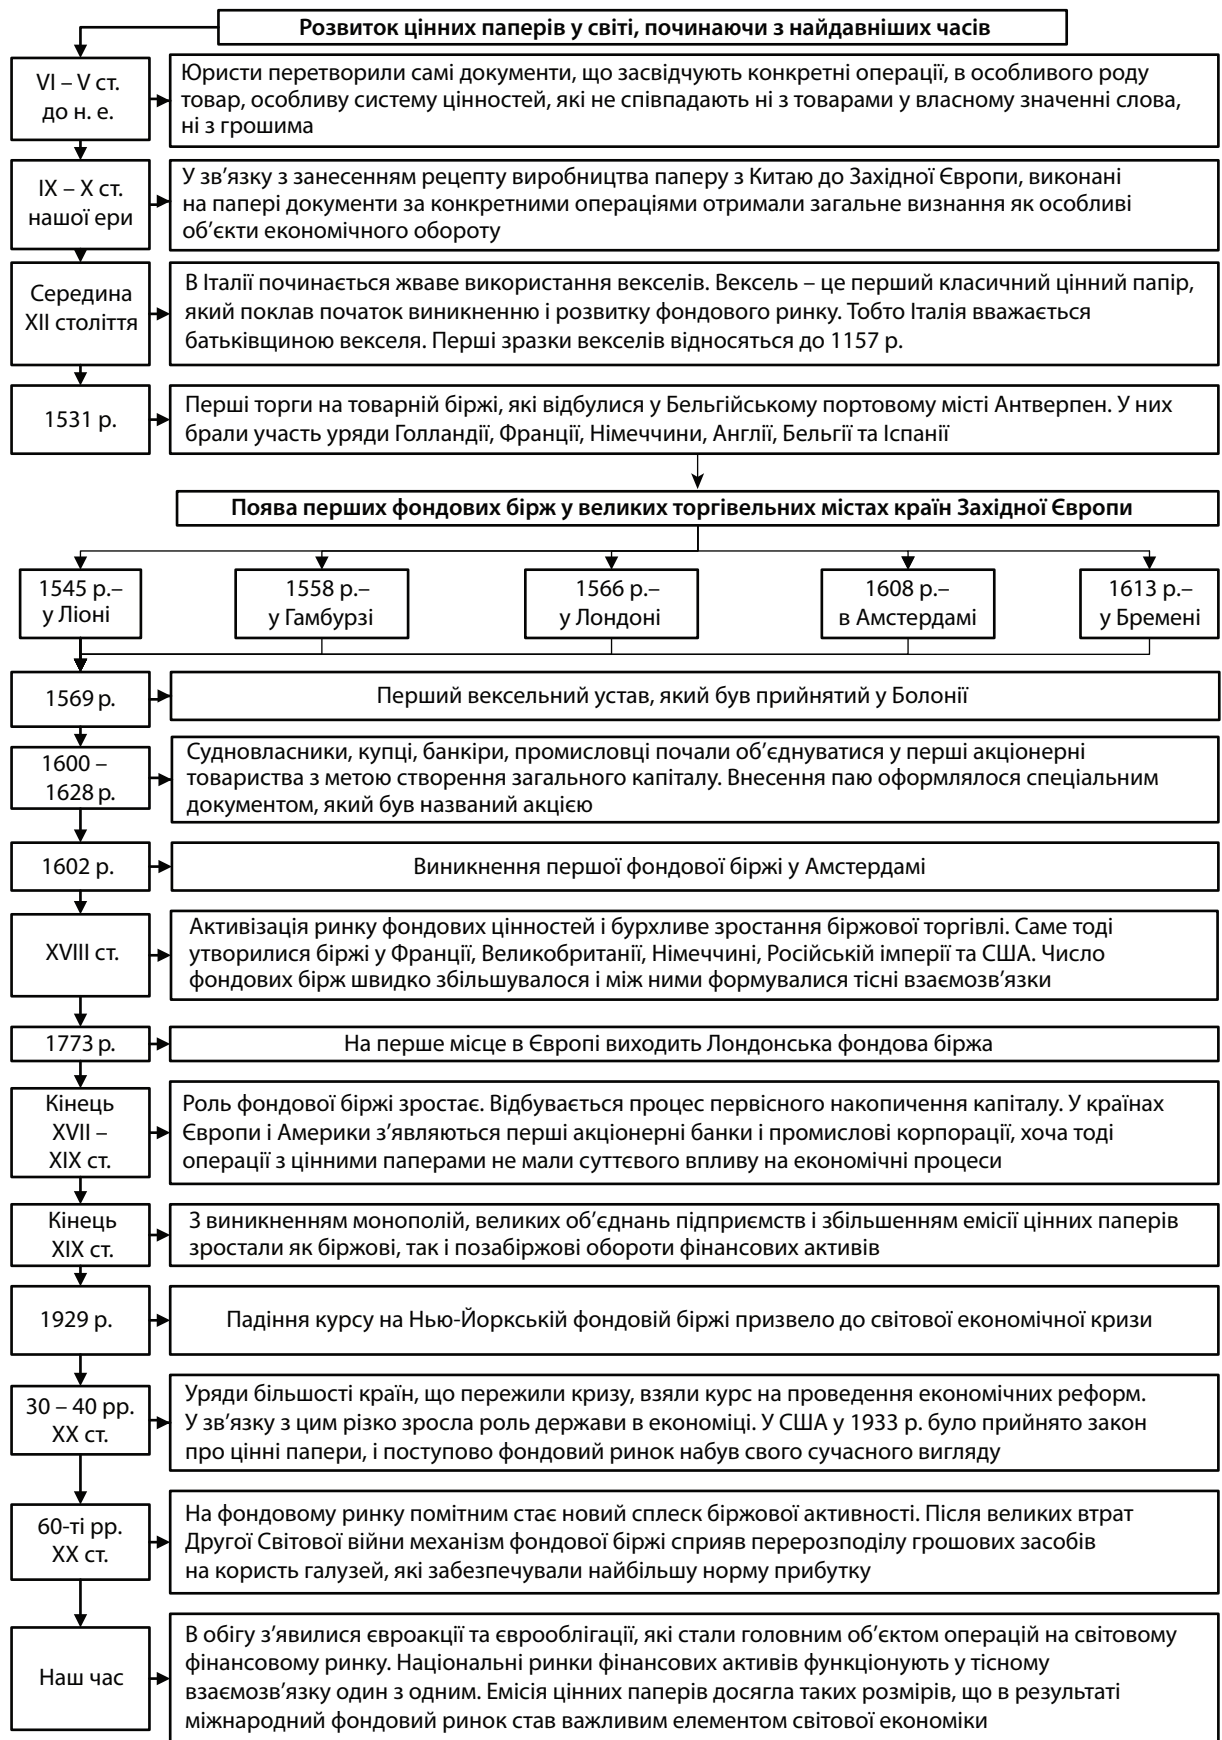 Розвиток цінних паперів у світі, починаючи з найдавніших часів
VI – V ст.
до н. е.
Юристи перетворили самі документи, що засвідчують конкретні операції, в особливого роду
товар, особливу систему цінностей, які не співпадають ні з товарами у власному значенні слова,
ні з грошима
IX – X ст.
нашої ери
У зв'язку з занесенням рецепту виробництва паперу з Китаю до Західної Європи, виконані
на папері документи за конкретними операціями отримали загальне визнання як особливі
об'єкти економічного обороту
Середина
XII століття
В Італії починається жваве використання векселів. Вексель – це перший класичний цінний папір,
який поклав початок виникненню і розвитку фондового ринку. Тобто Італія вважається
батьківщиною векселя. Перші зразки векселів відносяться до 1157 р.
1531 р.
Перші торги на товарній біржі, які відбулися у Бельгійському портовому місті Антверпен. У них
брали участь уряди Голландії, Франції, Німеччини, Англії, Бельгії та Іспанії
Поява перших фондових бірж у великих торгівельних містах країн Західної Європи
1545 р.–
у Ліоні
1558 р.–
у Гамбурзі
1566 р.–
у Лондоні
1608 р.–
в Амстердамі
1613 р.–
у Бремені
1569 р.
Перший вексельний устав, який був прийнятий у Болонії
1600 –
1628 р.
Судновласники, купці, банкіри, промисловці почали об'єднуватися у перші акціонерні
товариства з метою створення загального капіталу. Внесення паю оформлялося спеціальним
документом, який був названий акцією
1602 р.
Виникнення першої фондової біржі у Амстердамі
XVIII ст.
Активізація ринку фондових цінностей і бурхливе зростання біржової торгівлі. Саме тоді
утворилися біржі у Франції, Великобританії, Німеччині, Російській імперії та США. Число
фондових бірж швидко збільшувалося і між ними формувалися тісні взаємозв'язки
1773 р.
На перше місце в Європі виходить Лондонська фондова біржа
Кінець
XVII –
XIX ст.
Роль фондової біржі зростає. Відбувається процес первісного накопичення капіталу. У країнах
Європи і Америки з'являються перші акціонерні банки і промислові корпорації, хоча тоді
операції з цінними паперами не мали суттєвого впливу на економічні процеси
Кінець
XIX ст.
З виникненням монополій, великих об'єднань підприємств і збільшенням емісії цінних паперів
зростали як біржові, так і позабіржові обороти фінансових активів
1929 р.
Падіння курсу на Нью-Йоркській фондовій біржі призвело до світової економічної кризи
30 – 40 рр.
XX ст.
Уряди більшості країн, що пережили кризу, взяли курс на проведення економічних реформ.
У зв'язку з цим різко зросла роль держави в економіці. У США у 1933 р. було прийнято закон
про цінні папери, і поступово фондовий ринок набув свого сучасного вигляду
60-ті рр.
XX ст.
На фондовому ринку помітним стає новий сплеск біржової активності. Після великих втрат
Другої Світової війни механізм фондової біржі сприяв перерозподілу грошових засобів
на користь галузей, які забезпечували найбільшу норму прибутку
Наш час
В обігу з'явилися євроакції та єврооблігації, які стали головним об'єктом операцій на світовому
фінансовому ринку. Національні ринки фінансових активів функціонують у тісному
взаємозв'язку один з одним. Емісія цінних паперів досягла таких розмірів, що в результаті
міжнародний фондовий ринок став важливим елементом світової економіки